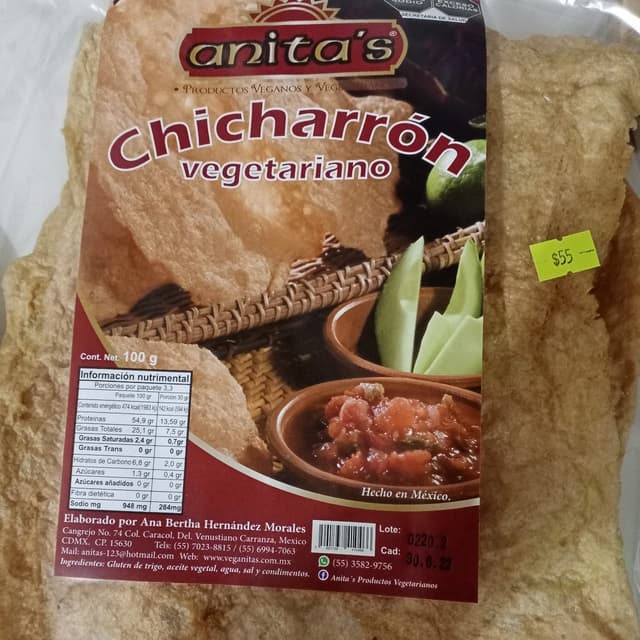 SECRETARÍA DE SALUD
CALORÍAS
anita's®
• PRODUCTOS VEGANOS Y
Chicharrón
vegetariano
$55
Cont. Net. 100 g
Información nutrimental
Porciones por paquete 3.3
Paquete 100 gr Porción 30 gr
Contenido energético
Proteínas 54,9 gr 13,59 gr
Grasas Totales 25,1 gr 7,5 gr
Grasas Saturadas 2,4 gr 0,7gr
Grasas Trans 0 gr 0 gr
Hidratos de Carbono 6,6 gr 2,0 gr
Azúcares 1.3 gr 0,4 gr
Azúcares añadidos 0 gr 0 gr
Fibra dietética 0 gr 0 gr
Sodio mg 948 mg 284mg
Hecho en México.
Elaborado por Ana Bertha Hernández Morales
Cangrejo No. 74 Col. Caracol, Del. Venustiano Carranza, Mexico
CDMX. CP. 15630 Tels: (55) 7023-8815 / (55) 6994-7063
Mail: anitas-123@hotmail.com Web: www.veganitas.com.mx
Ingredientes: Gluten de trigo, aceite vegetal, agua, sal y condimentos.
Lote:
Cad:
(55) 3582-9756
Anita's Productos Vegetarianos